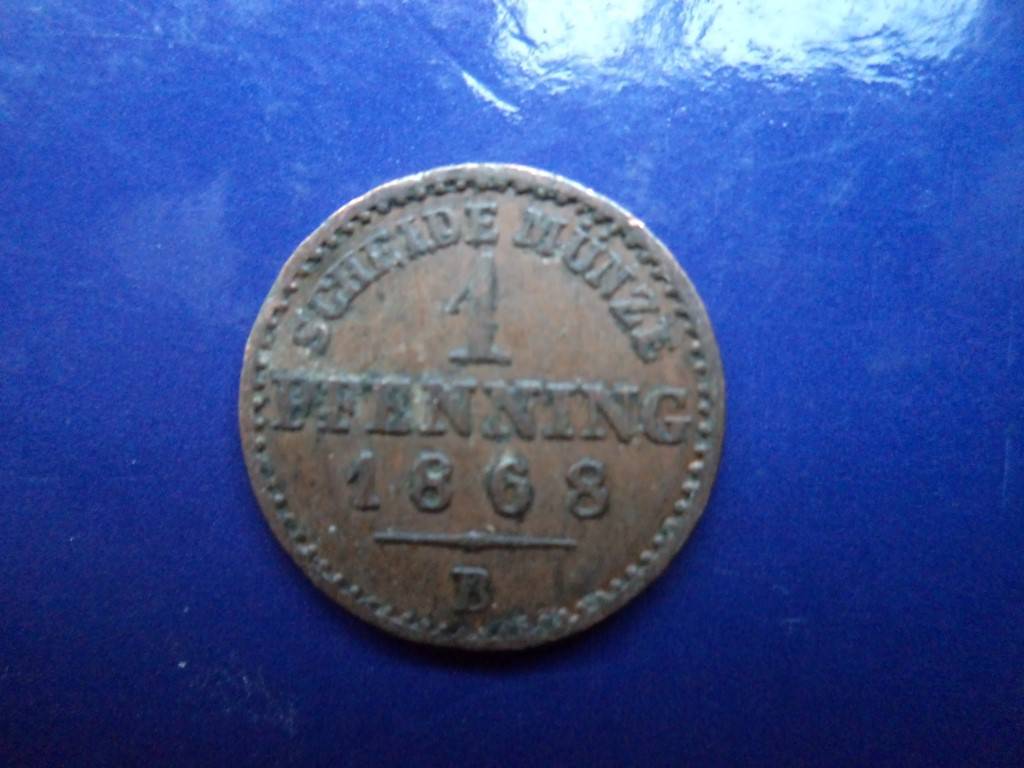 SCHEIDE MÜNZE
1
PFENNING
1868
B